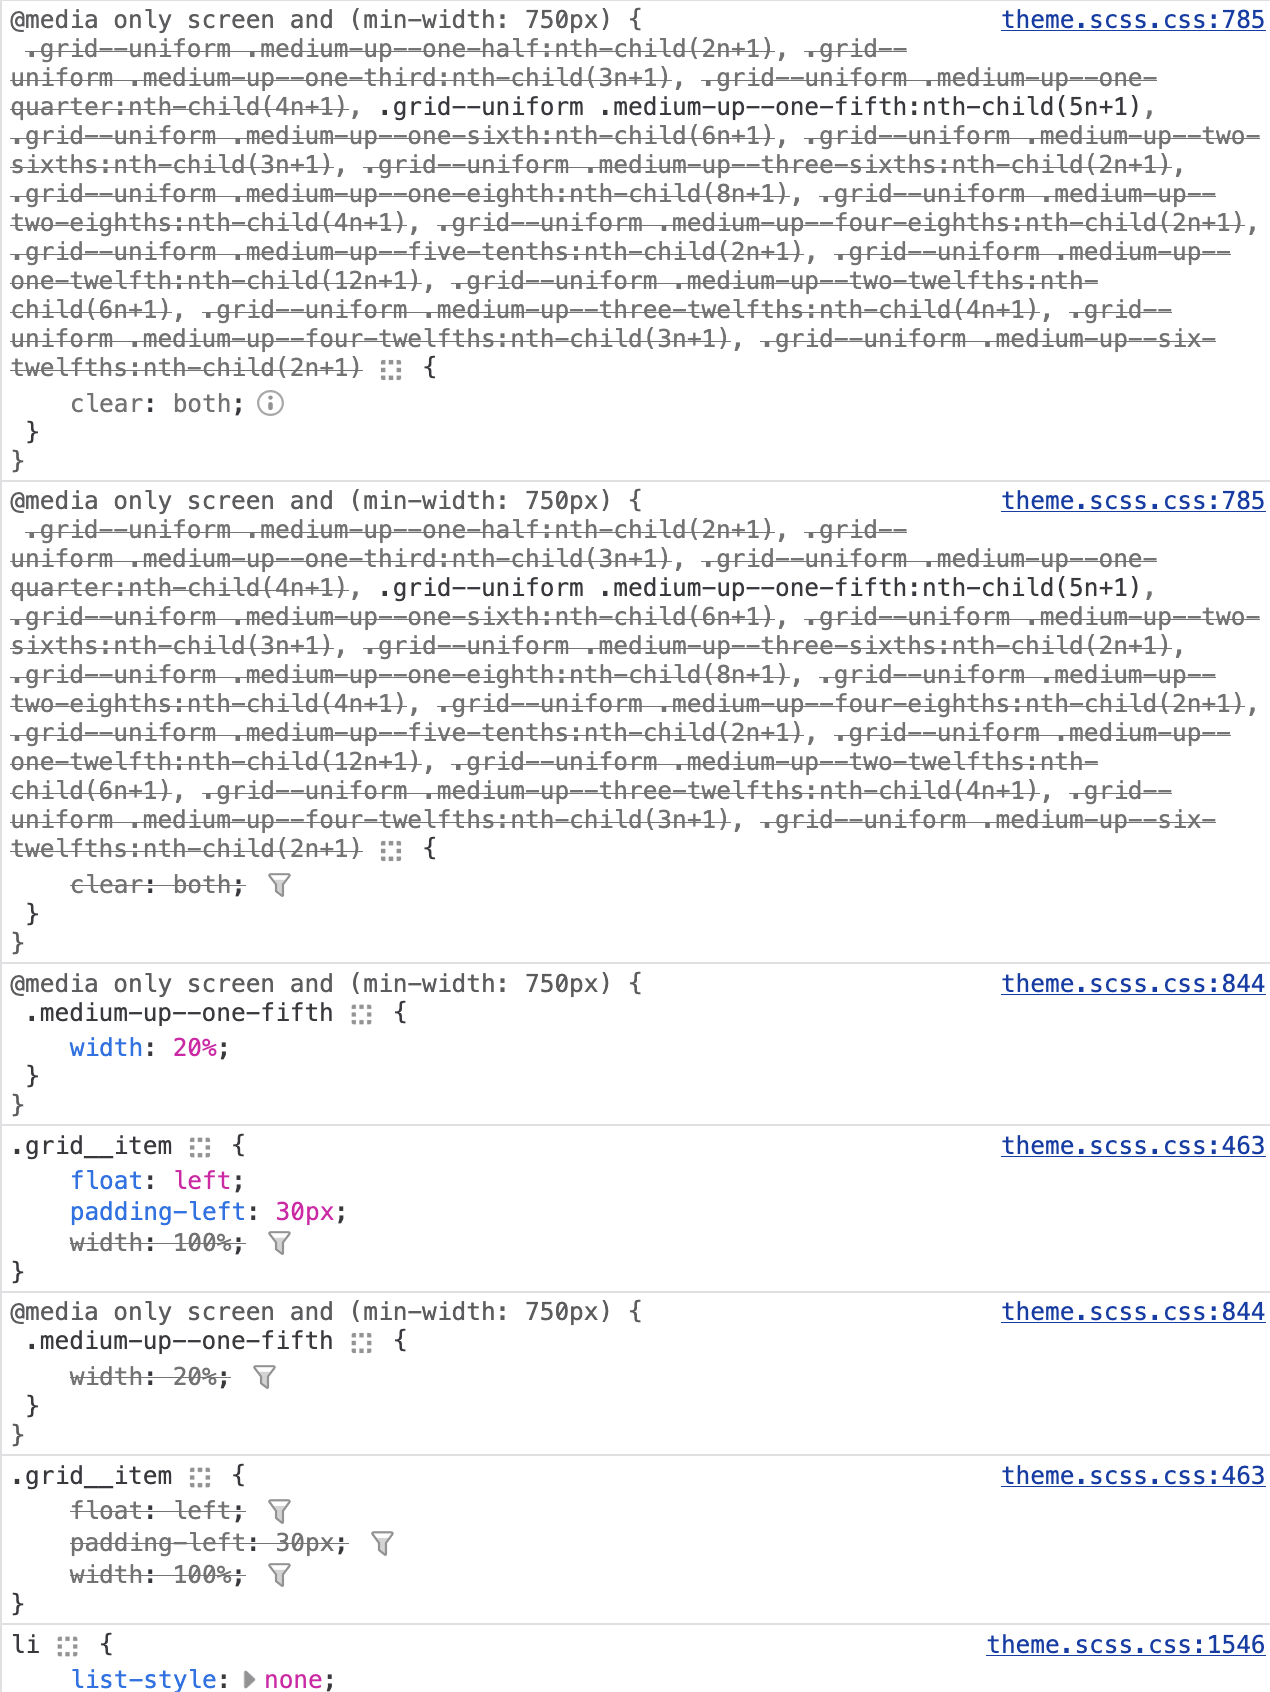 @media only screen and (min-width: 750px) { theme.scss.css:785
.grid--uniform .medium-up--one-half:nth-child(2n+1), .grid--
uniform .medium-up--one-third:nth-child(3n+1), .grid--uniform .medium-up--one-
quarter:nth-child(4n+1), .grid--uniform .medium-up--one-fifth:nth-child(5n+1),
.grid--uniform .medium-up--one-sixth:nth-child(6n+1), .grid--uniform .medium-up--two-
sixths:nth-child(3n+1), .grid--uniform .medium-up--three-sixths:nth-child(2n+1),
.grid--uniform .medium-up--one-eighth:nth-child(8n+1), .grid--uniform .medium-up--
two-eighths:nth-child(4n+1), .grid--uniform .medium-up--four-eighths:nth-child(2n+1),
.grid--uniform .medium-up--five-tenths:nth-child(2n+1), .grid--uniform .medium-up--
one-twelfth:nth-child(12n+1), .grid--uniform .medium-up--two-twelfths:nth-
child(6n+1), .grid--uniform .medium-up--three-twelfths:nth-child(4n+1), .grid--
uniform .medium-up--four-twelfths:nth-child(3n+1), .grid--uniform .medium-up--six-
twelfths:nth-child(2n+1) {
clear: both;
}
}
@media only screen and (min-width: 750px) { theme.scss.css:785
.grid--uniform .medium-up--one-half:nth-child(2n+1), .grid--
uniform .medium-up--one-third:nth-child(3n+1), .grid--uniform .medium-up--one-
quarter:nth-child(4n+1), .grid--uniform .medium-up--one-fifth:nth-child(5n+1),
.grid--uniform .medium-up--one-sixth:nth-child(6n+1), .grid--uniform .medium-up--two-
sixths:nth-child(3n+1), .grid--uniform .medium-up--three-sixths:nth-child(2n+1),
.grid--uniform .medium-up--one-eighth:nth-child(8n+1), .grid--uniform .medium-up--
two-eighths:nth-child(4n+1), .grid--uniform .medium-up--four-eighths:nth-child(2n+1),
.grid--uniform .medium-up--five-tenths:nth-child(2n+1), .grid--uniform .medium-up--
one-twelfth:nth-child(12n+1), .grid--uniform .medium-up--two-twelfths:nth-
child(6n+1), .grid--uniform .medium-up--three-twelfths:nth-child(4n+1), .grid--
uniform .medium-up--four-twelfths:nth-child(3n+1), .grid--uniform .medium-up--six-
twelfths:nth-child(2n+1) {
clear: both;
}
}
@media only screen and (min-width: 750px) { theme.scss.css:844
.medium-up--one-fifth {
width: 20%;
}
}
.grid__item { theme.scss.css:463
float: left;
padding-left: 30px;
width: 100%;
}
@media only screen and (min-width: 750px) { theme.scss.css:844
.medium-up--one-fifth {
width: 20%;
}
}
.grid__item { theme.scss.css:463
float: left;
padding-left: 30px;
width: 100%;
}
li { theme.scss.css:1546
list-style: none;